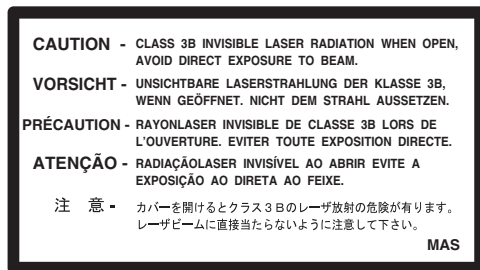 CAUTION - CLASS 3B INVISIBLE LASER RADIATION WHEN OPEN,
AVOID DIRECT EXPOSURE TO BEAM.
VORSICHT - UNSICHTBARE LASERSTRAHLUNG DER KLASSE 3B,
WENN GEÖFFNET. NICHT DEM STRAHL AUSSETZEN.
PRÉCAUTION - RAYONLASER INVISIBLE DE CLASSE 3B LORS DE
L'OUVERTURE. EVITER TOUTE EXPOSITION DIRECTE.
ATENÇÃO - RADIAÇÃOLASER INVISÍVEL AO ABRIR EVITE A
EXPOSIÇÃO AO DIRETA AO FEIXE.
注 意 - カバーを開けるとクラス3Bのレーザ放射の危険が有ります。
レーザビームに直接当たらないように注意して下さい。
MAS